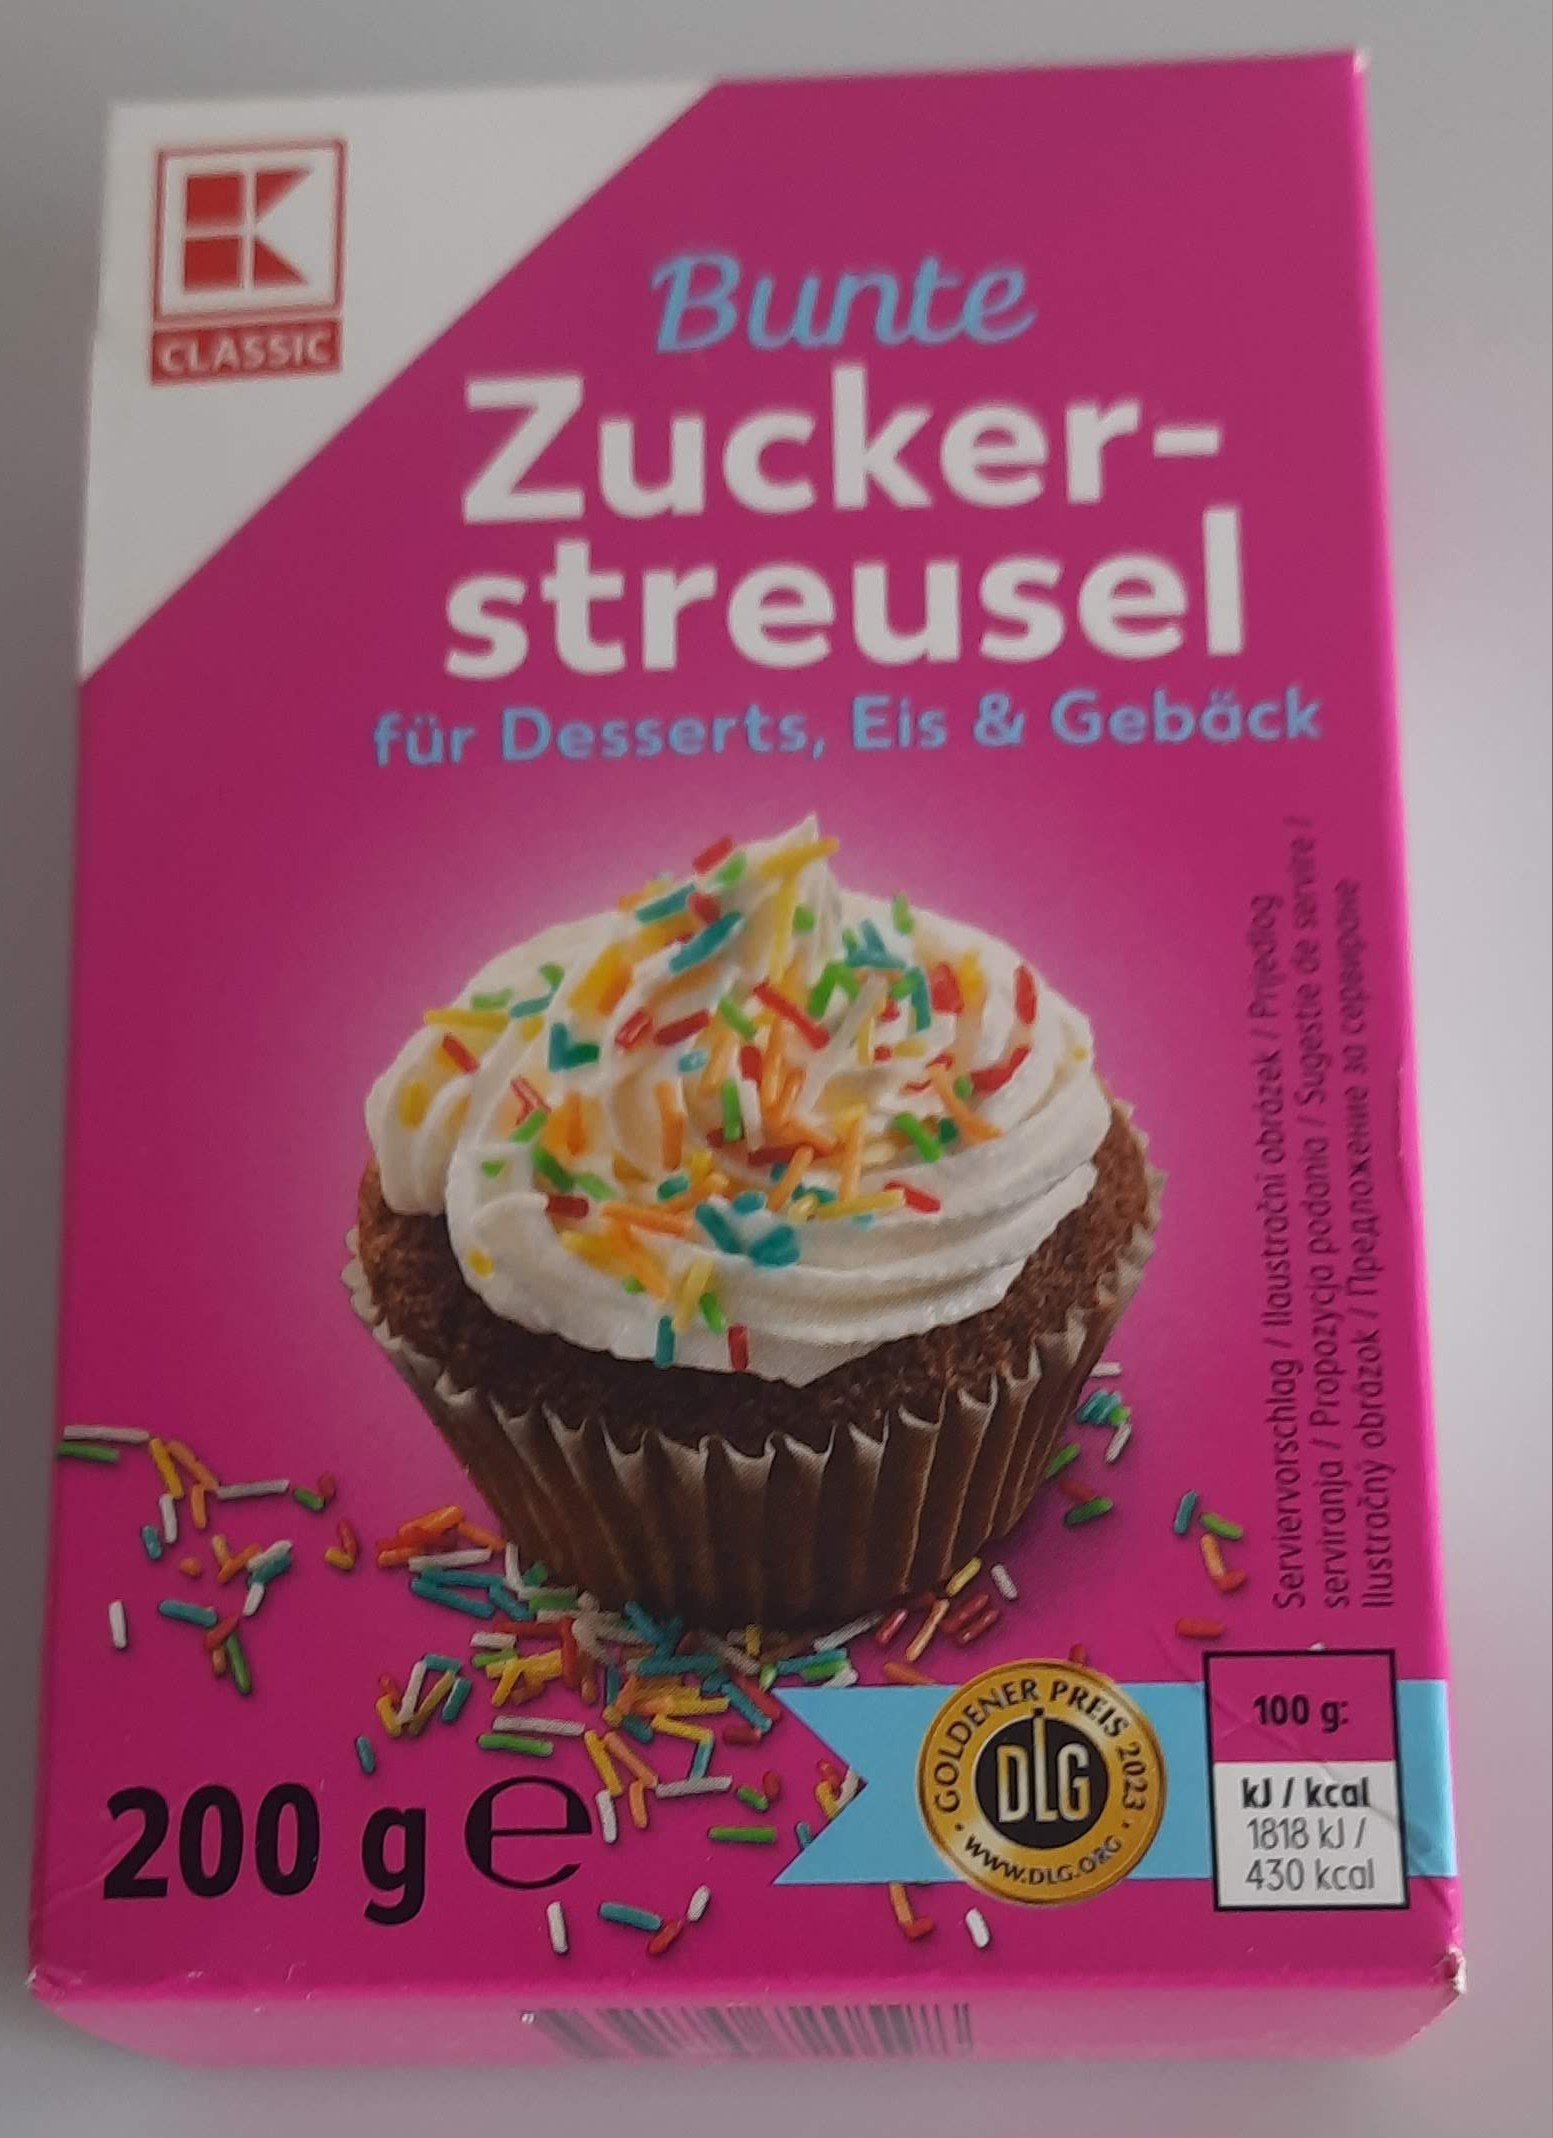 K
CLASSIC
Bunte
Zucker-
streusel
für Desserts, Eis & Gebäck
Serviervorschlag / Ilaustrační obrázek / Prijedlog
serviranja / Propozycja podania / Sugestie de servire /
Ilustračný obrázok / Предложение за сервиране
GOLDENER PREIS 2023
DLG
WWW.DLG.ORG
100 g:
kJ / kcal
1818 kJ /
430 kcal
200 g e